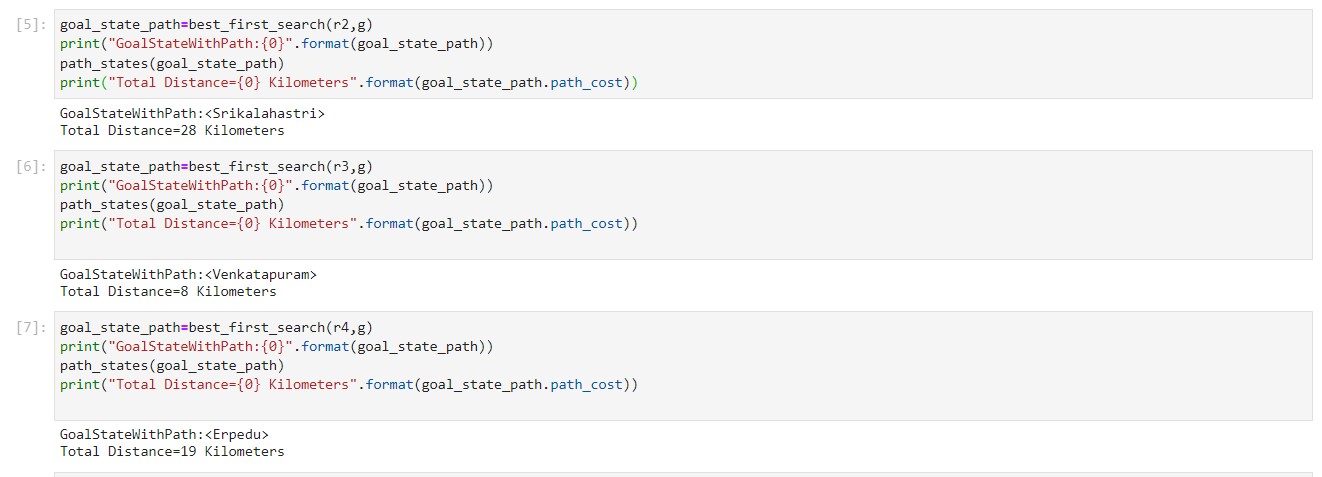 [5]: goal_state_path=best_first_search(r2,g)
print("GoalStateWithPath:{0}".format(goal_state_path))
path_states(goal_state_path)
print("Total Distance={0} Kilometers".format(goal_state_path.path_cost))
GoalStateWithPath:<Srikalahastri>
Total Distance=28 Kilometers
[6]: goal_state_path=best_first_search(r3,g)
print("GoalStateWithPath:{0}".format(goal_state_path))
path_states(goal_state_path)
print("Total Distance={0} Kilometers".format(goal_state_path.path_cost))
GoalStateWithPath:<Venkatapuram>
Total Distance=8 Kilometers
[7]: goal_state_path=best_first_search(r4,g)
print("GoalStateWithPath:{0}".format(goal_state_path))
path_states(goal_state_path)
print("Total Distance={0} Kilometers".format(goal_state_path.path_cost))
GoalStateWithPath:<Erpedu>
Total Distance=19 Kilometers